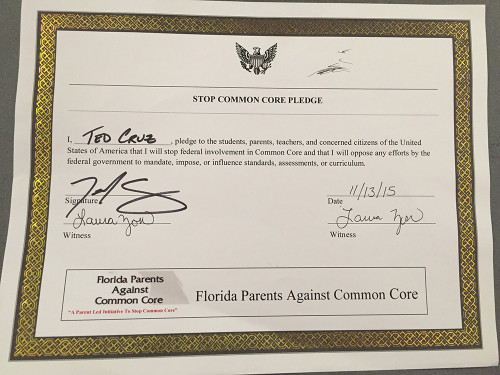 STOP COMMON CORE PLEDGE
I, TED CRUZ, pledge to the students, parents, teachers, and concerned citizens of the United
States of America that I will stop federal involvement in Common Core and that I will oppose any efforts by the
federal government to mandate, impose, or influence standards, assessments, or curriculum.
11/13/15
Signature
Date
Laura
Laura
Witness
Witness
Florida Parents
Against
Common Core
"A Parent Led Initiative To Stop Common Core"
Florida Parents Against Common Core